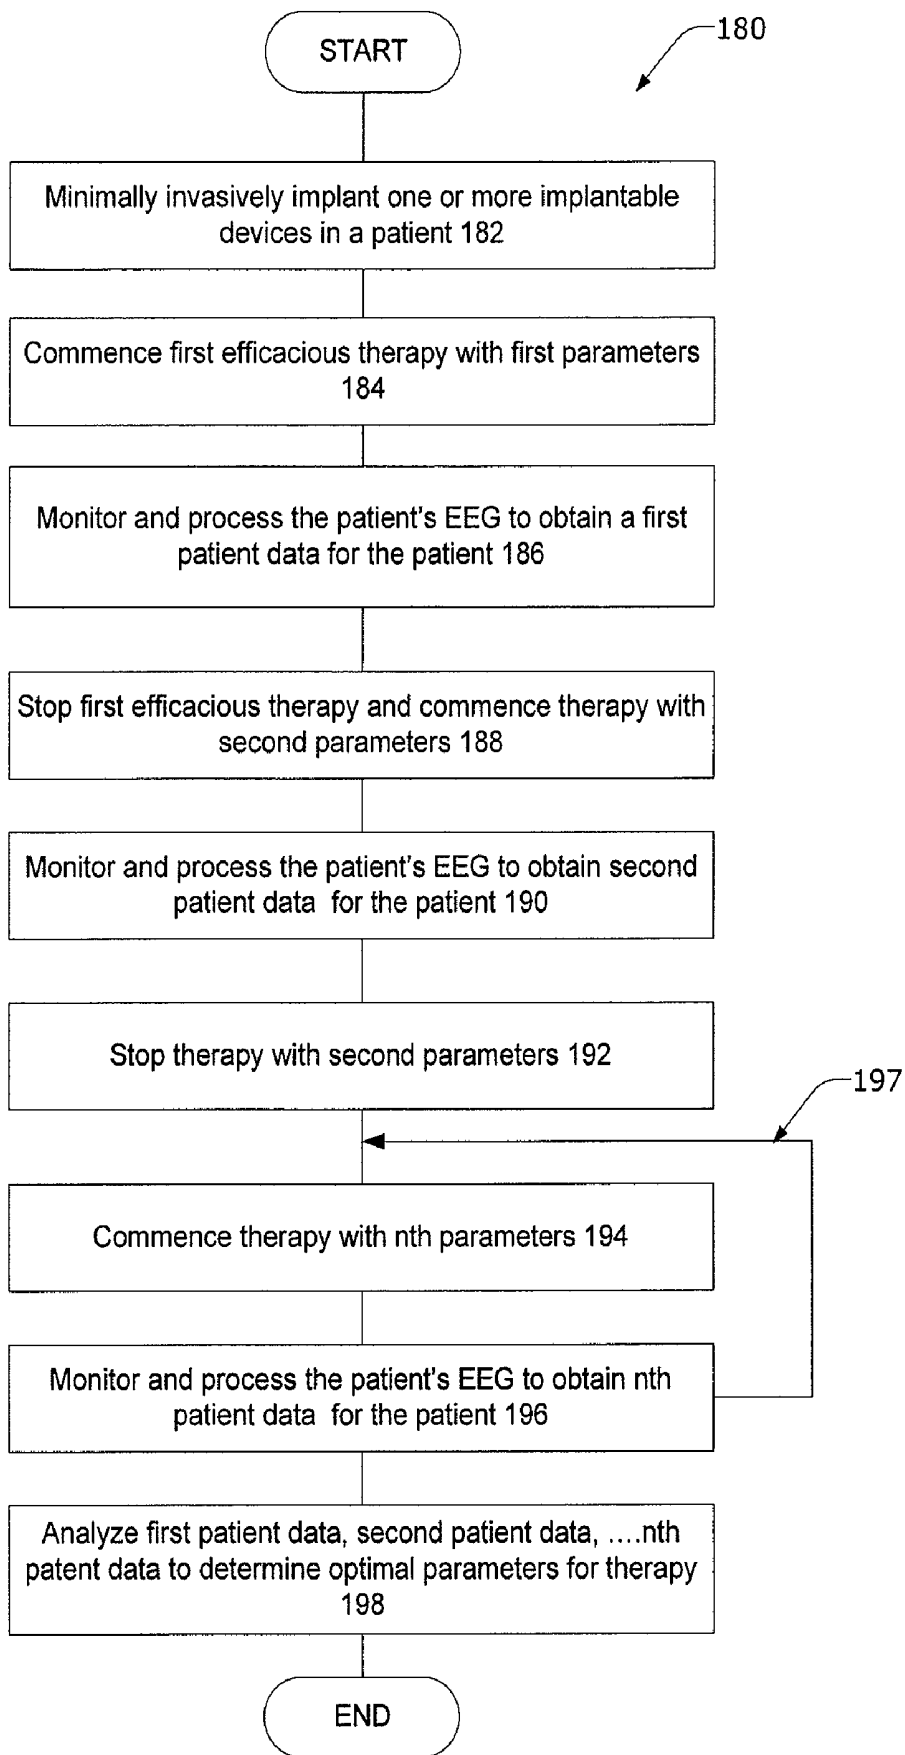 START
180
Minimally invasively implant one or more implantable
devices in a patient 182
Commence first efficacious therapy with first parameters
184
Monitor and process the patient's EEG to obtain a first
patient data for the patient 186
Stop first efficacious therapy and commence therapy with
second parameters 188
Monitor and process the patient's EEG to obtain second
patient data for the patient 190
Stop therapy with second parameters 192
197
Commence therapy with nth parameters 194
Monitor and process the patient's EEG to obtain nth
patient data for the patient 196
Analyze first patient data, second patient data, ....nth
patent data to determine optimal parameters for therapy
198
END